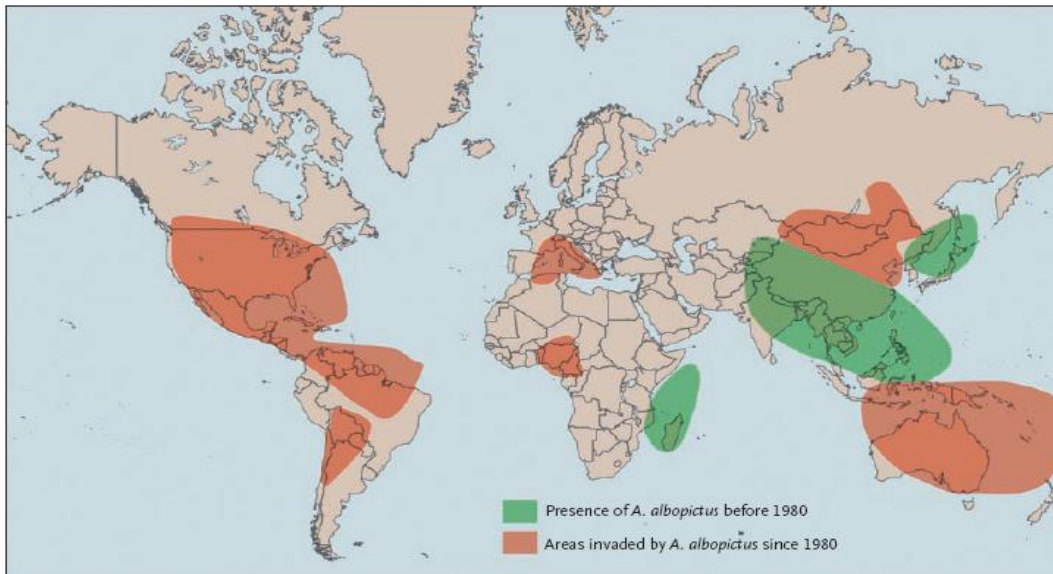 Presence of A. albopictus before 1980
Areas invaded by A. albopictus since 1980